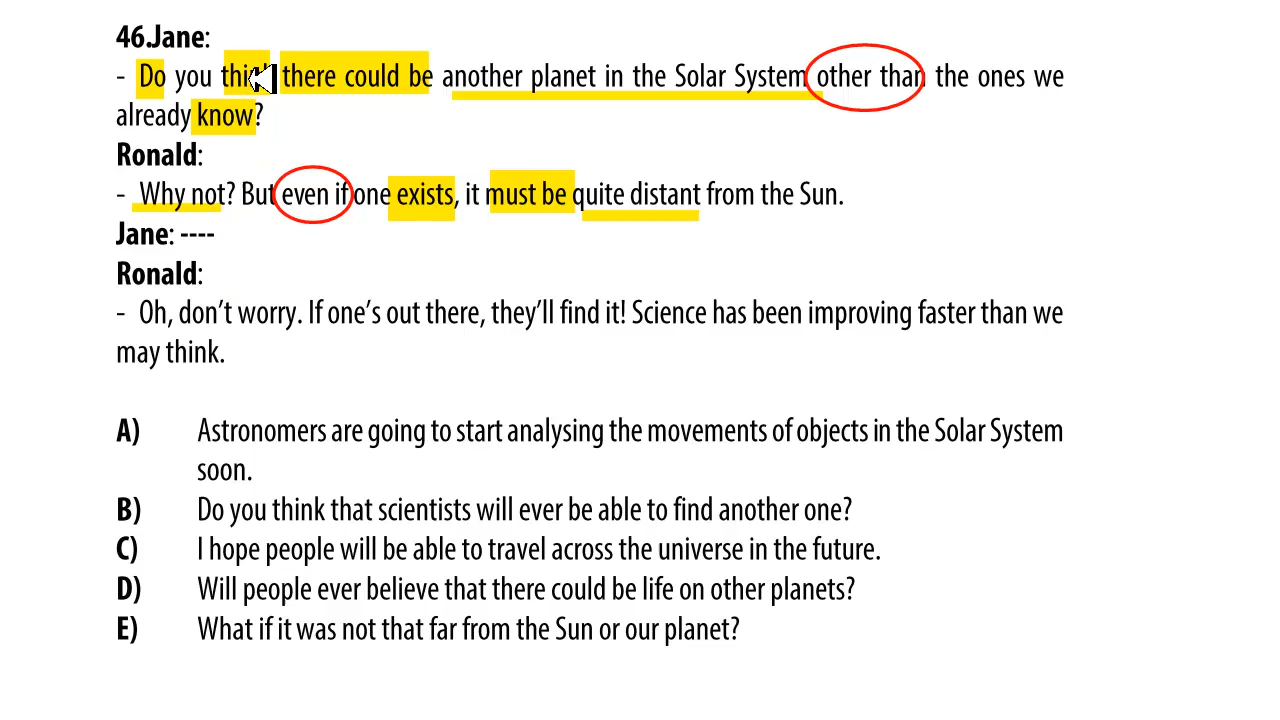 46.Jane:
- Do you think there could be another planet in the Solar System other than the ones we
already know?
Ronald:
- Why not? But even if one exists, it must be quite distant from the Sun.
Jane: ----
Ronald:
- Oh, don't worry. If one's out there, they'll find it! Science has been improving faster than we
may think.
A) Astronomers are going to start analysing the movements of objects in the Solar System
soon.
B) Do you think that scientists will ever be able to find another one?
C) I hope people will be able to travel across the universe in the future.
D) Will people ever believe that there could be life on other planets?
E) What if it was not that far from the Sun or our planet?